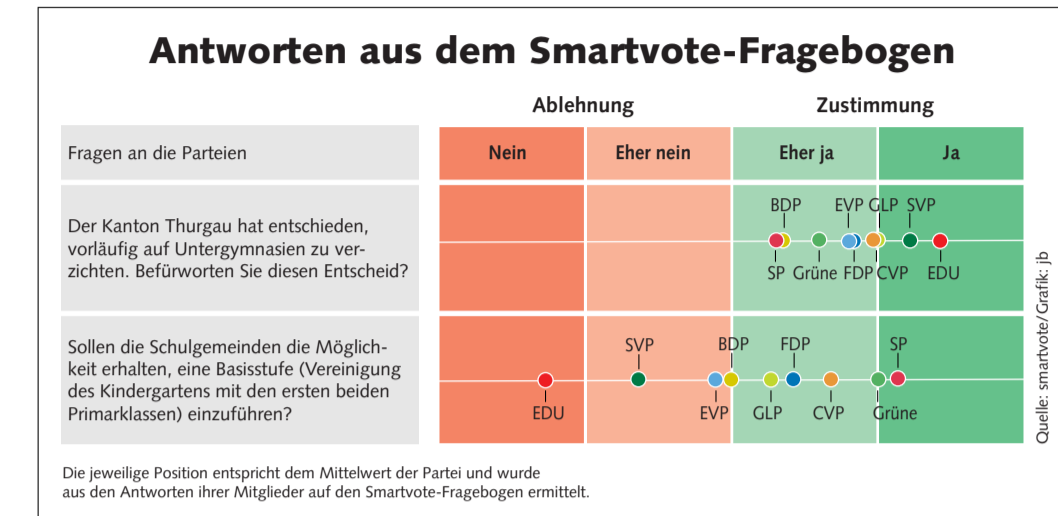 Antworten aus dem Smartvote-Fragebogen
Ablehnung Zustimmung
Fragen an die Parteien Nein Eher nein Eher ja Ja
Der Kanton Thurgau hat entschieden,
vorläufig auf Untergymnasien zu ver-
zichten. Befürworten Sie diesen Entscheid?
BDP EVP GLP SVP
SP Grüne FDP CVP EDU
Sollen die Schulgemeinden die Möglich-
keit erhalten, eine Basisstufe (Vereinigung
des Kindergartens mit den ersten beiden
Primarklassen) einzuführen?
SVP BDP FDP SP
EDU EVP GLP CVP Grüne
Die jeweilige Position entspricht dem Mittelwert der Partei und wurde
aus den Antworten ihrer Mitglieder auf den Smartvote-Fragebogen ermittelt.
Quelle: smartvote/Grafik: jb